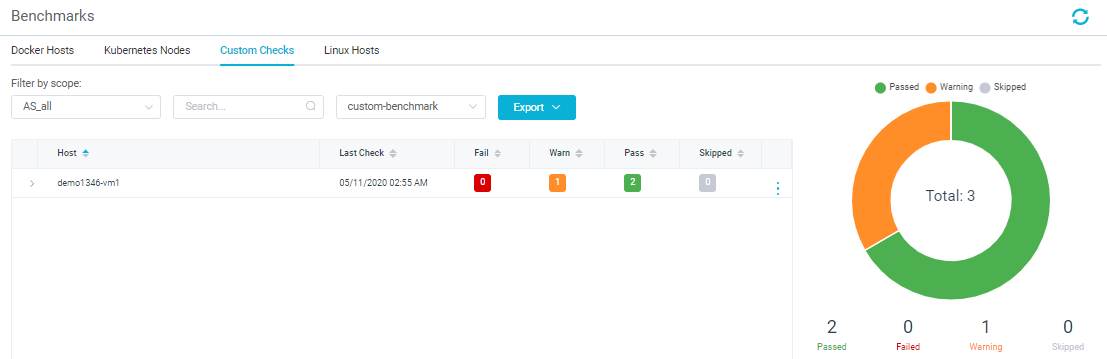 Benchmarks
Docker Hosts Kubernetes Nodes Custom Checks Linux Hosts
Filter by scope:
AS_all Search... custom-benchmark Export
Host Last Check Fail Warn Pass Skipped
demo1346-vm1 05/11/2020 02:55 AM 0 1 2 0
Passed Warning Skipped
Total: 3
2 0 1 0
Passed Failed Warning Skipped